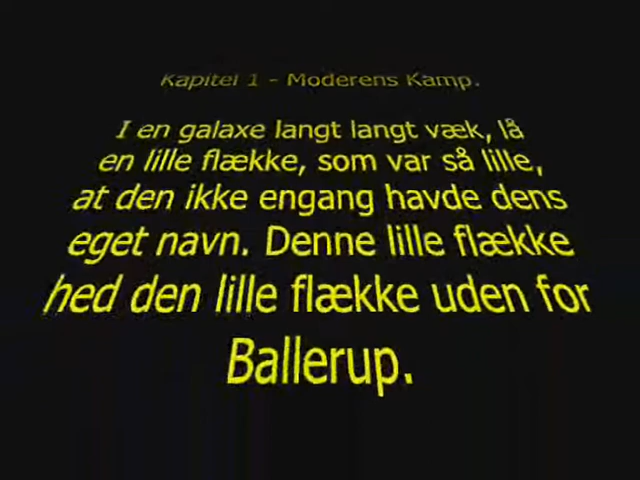 Kapitel 1 - Moderens Kamp.
I en galaxe langt langt væk, lå
en lille flække, som var så lille,
at den ikke engang havde dens
eget navn. Denne lille flække
hed den lille flække uden for
Ballerup.